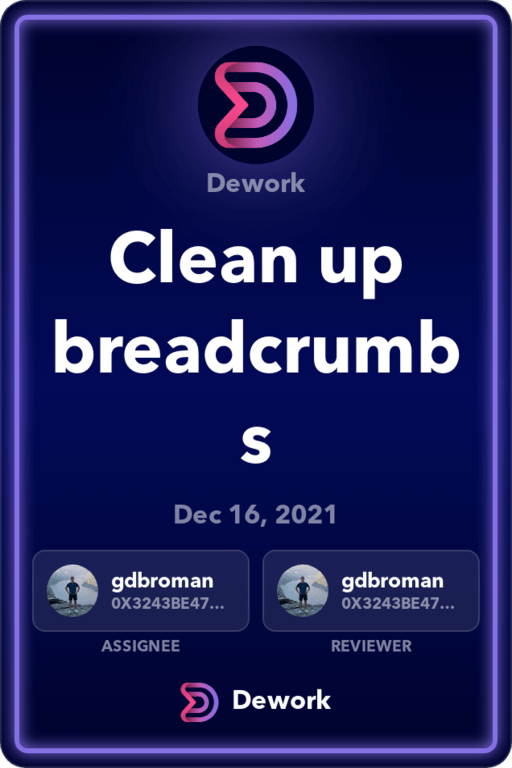 Dework
Clean up
breadcrumb
s
Dec 16, 2021
gdbroman
0X3243BE47...
ASSIGNEE
gdbroman
0X3243BE47...
REVIEWER
Dework